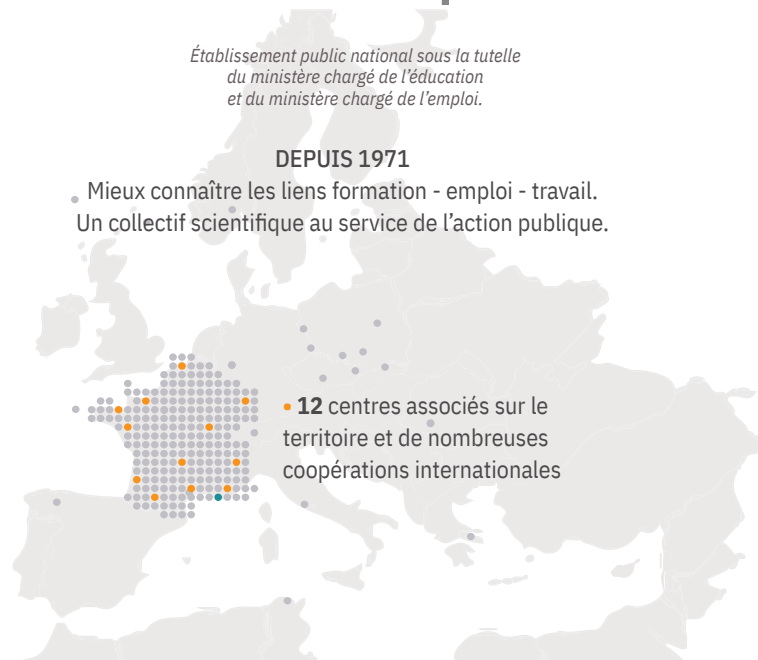 Établissement public national sous la tutelle
du ministère chargé de l'éducation
et du ministère chargé de l'emploi.
DEPUIS 1971
Mieux connaître les liens formation - emploi - travail.
Un collectif scientifique au service de l'action publique.
• 12 centres associés sur le
territoire et de nombreuses
coopérations internationales